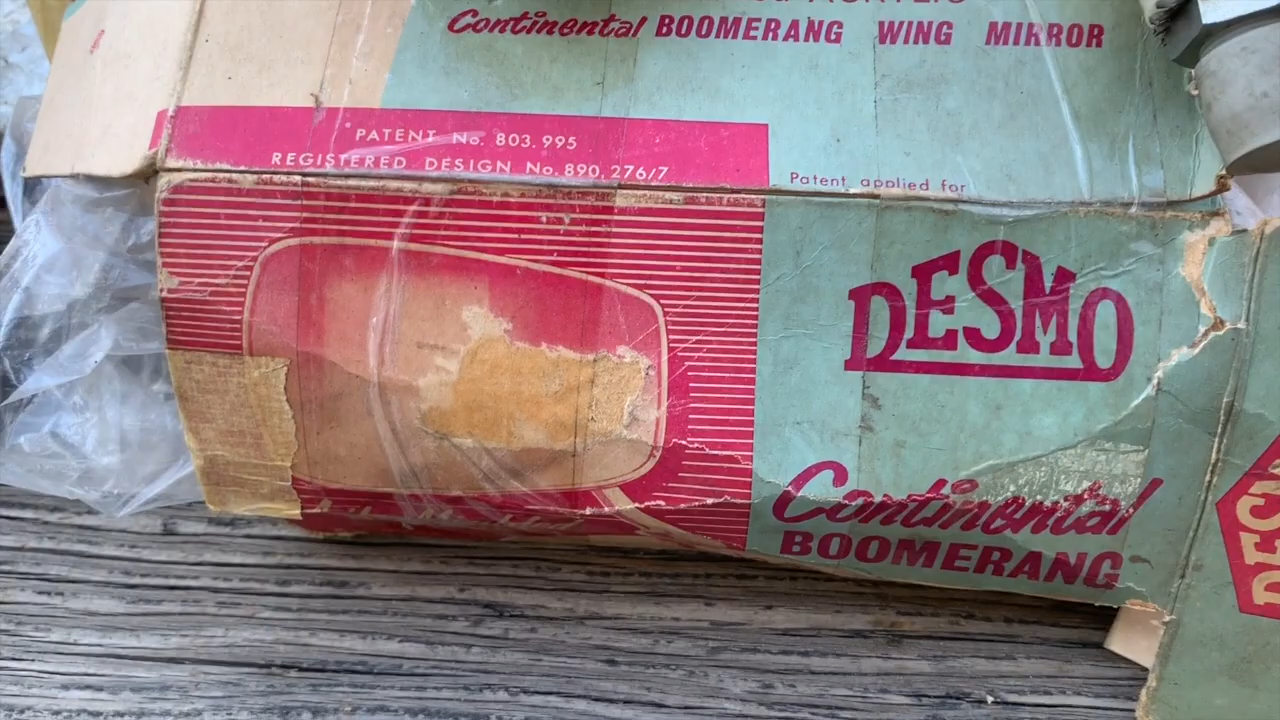 ACRYLIC
Continental BOOMERANG WING MIRROR
PATENT No. 803.995
REGISTERED DESIGN No. 890,276/7
Patent applied for
DESMO
Continental
BOOMERANG